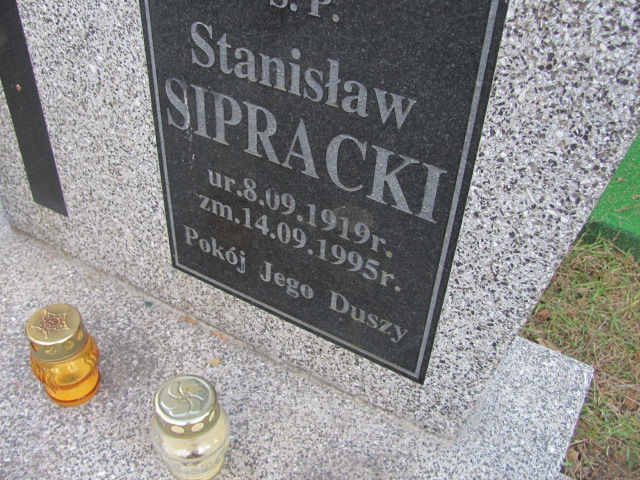 Ś. P.
Stanisław
SIPRACKI
ur.8.09.1919r.
zm.14.09.1995r.
Pokój Jego Duszy